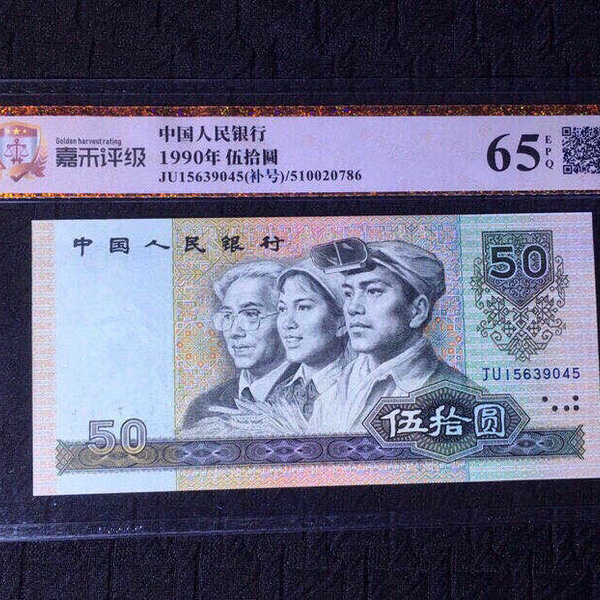 Golden harvest rating
嘉禾评级
中国人民银行
1990年 伍拾圆
JU15639045(补号)/510020786
65
EPQ
中国人民银行
50
JU15639045
50
伍拾圆